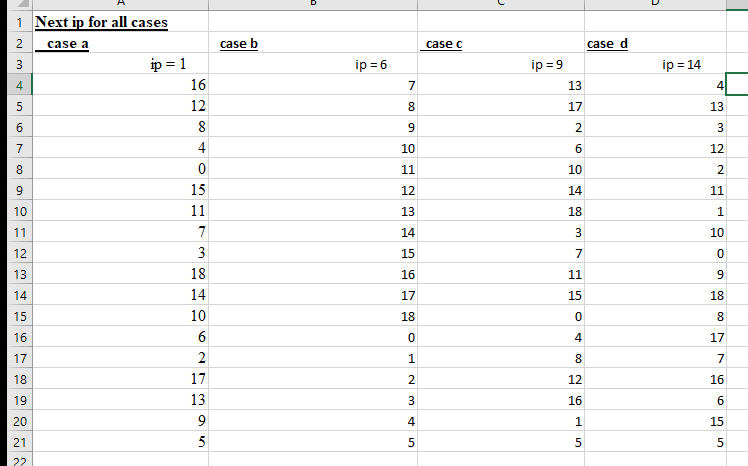 A B C D
1 Next ip for all cases
2 case a case b case c case d
3 ip = 1 ip = 6 ip = 9 ip = 14
4 16 7 13 4
5 12 8 17 13
6 8 9 2 3
7 4 10 6 12
8 0 11 10 2
9 15 12 14 11
10 11 13 18 1
11 7 14 3 10
12 3 15 7 0
13 18 16 11 9
14 14 17 15 18
15 10 18 0 8
16 6 0 4 17
17 2 1 8 7
18 17 2 12 16
19 13 3 16 6
20 9 4 1 15
21 5 5 5 5
22